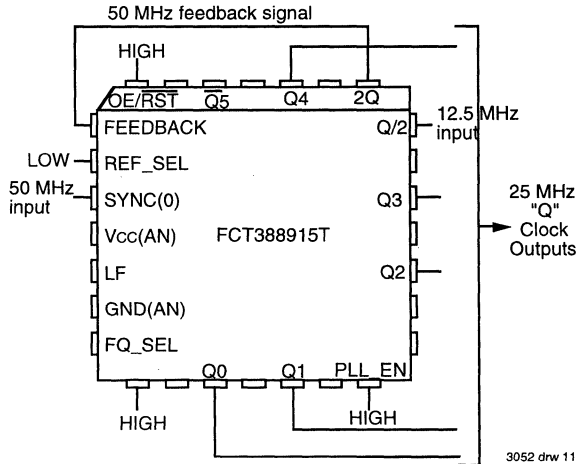 50 MHz feedback signal
HIGH
OE/RST Q5 Q4 2Q
FEEDBACK
Q/2
12.5 MHz
input
LOW
REF_SEL
50 MHz
input
SYNC(0)
Q3
25 MHz
"Q"
Clock
Outputs
VCC(AN)
FCT388915T
LF
Q2
GND(AN)
FQ_SEL
Q0 Q1 PLL_EN
HIGH
HIGH
3052 drw 11